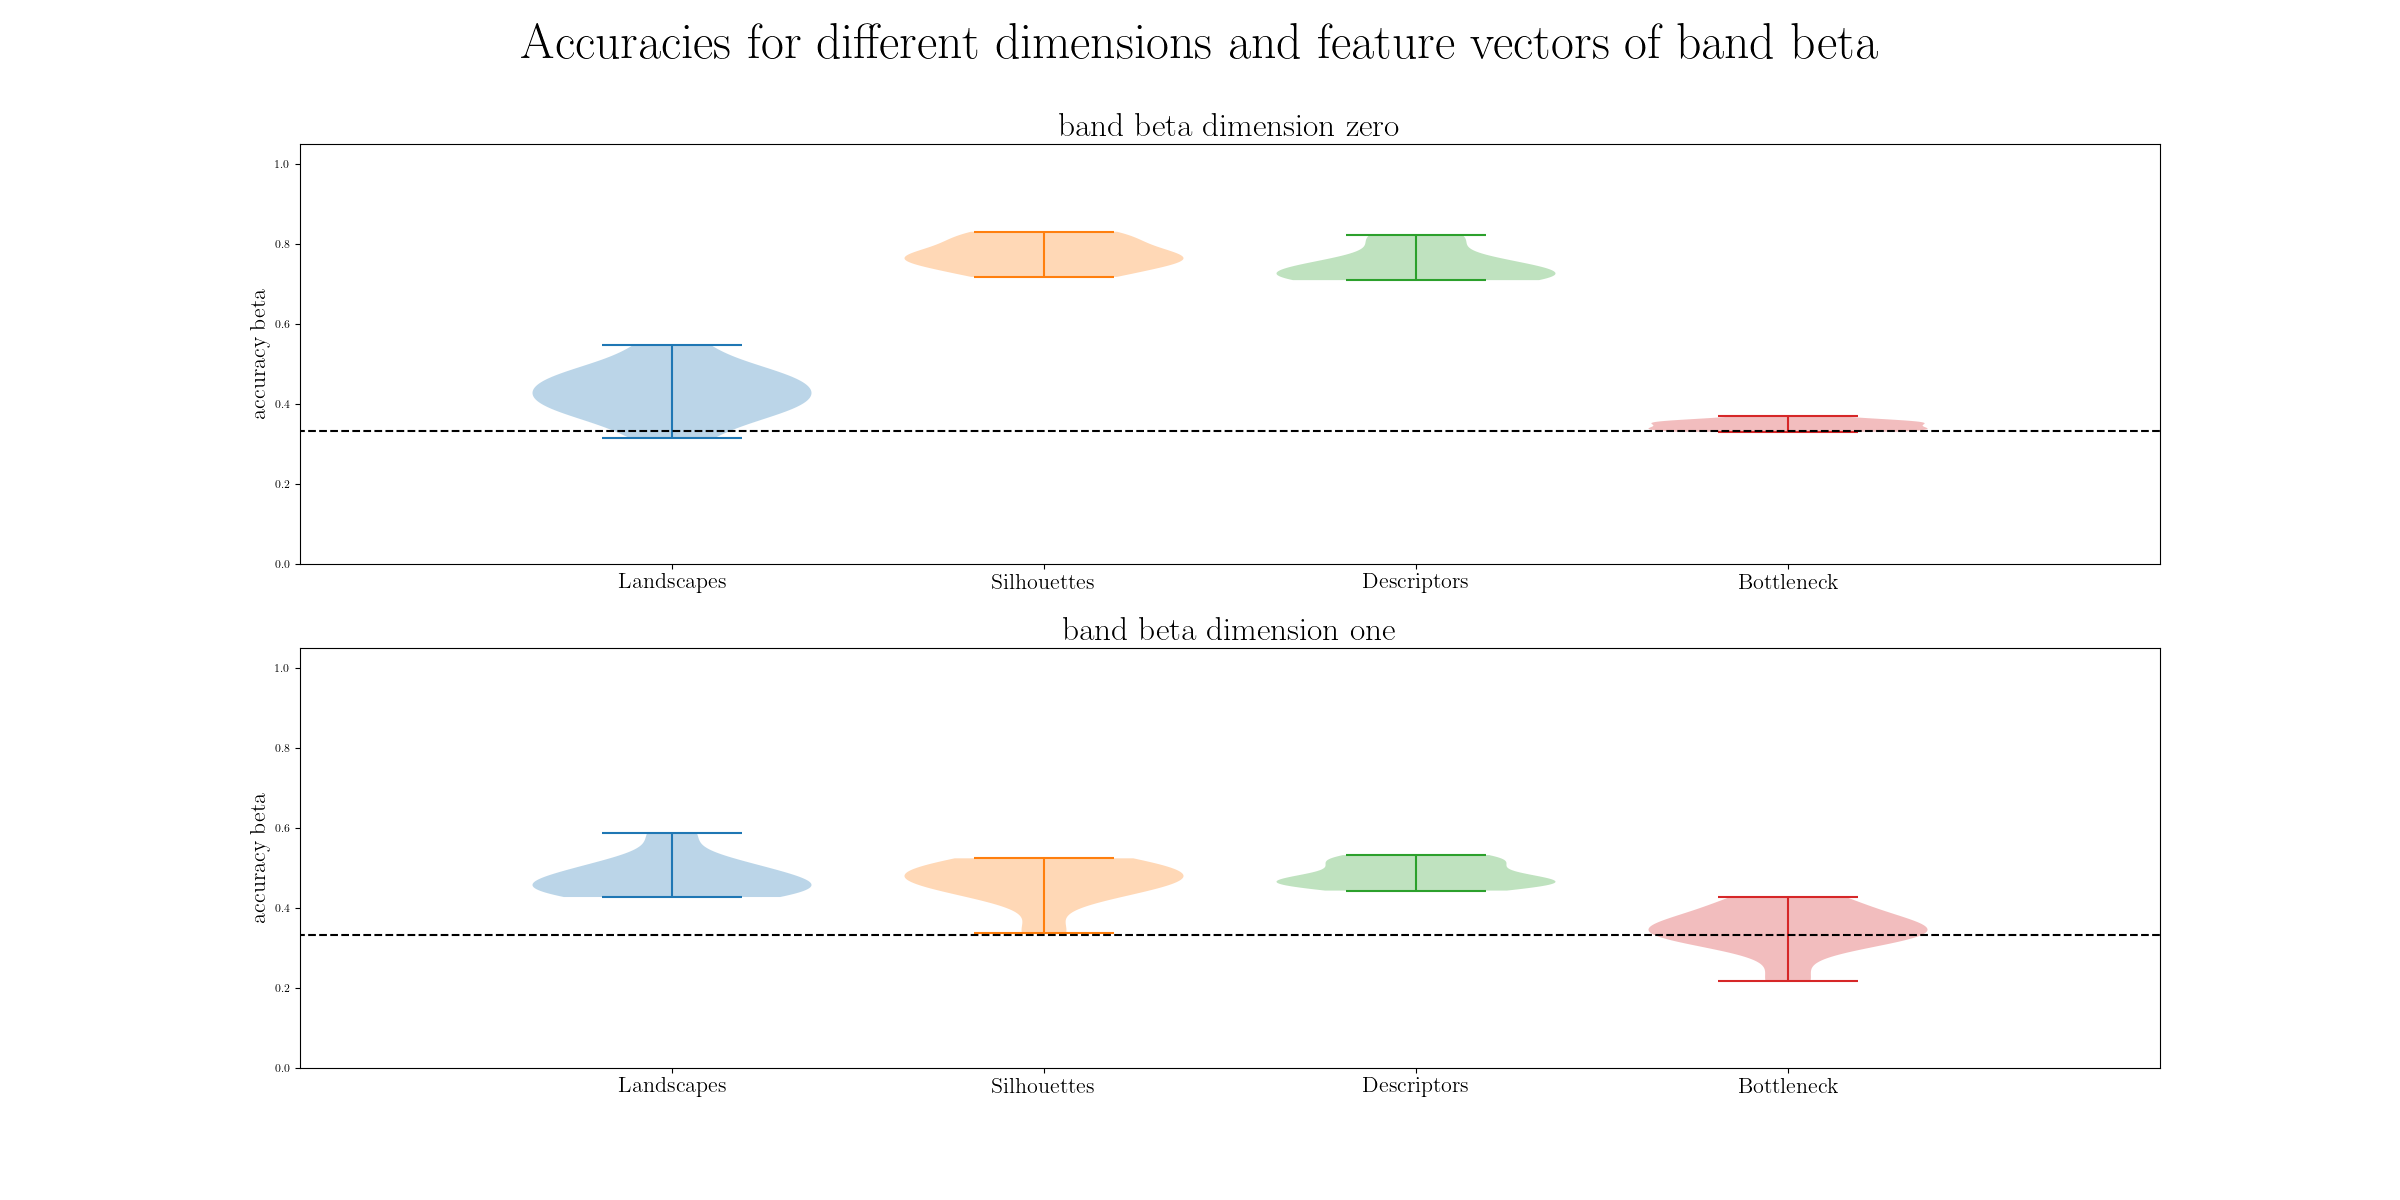 Accuracies for different dimensions and feature vectors of band beta
band beta dimension zero
1.0
0.8
0.6
0.4
0.2
0.0
accuracy beta
Landscapes Silhouettes Descriptors Bottleneck
band beta dimension one
1.0
0.8
0.6
0.4
0.2
0.0
accuracy beta
Landscapes Silhouettes Descriptors Bottleneck